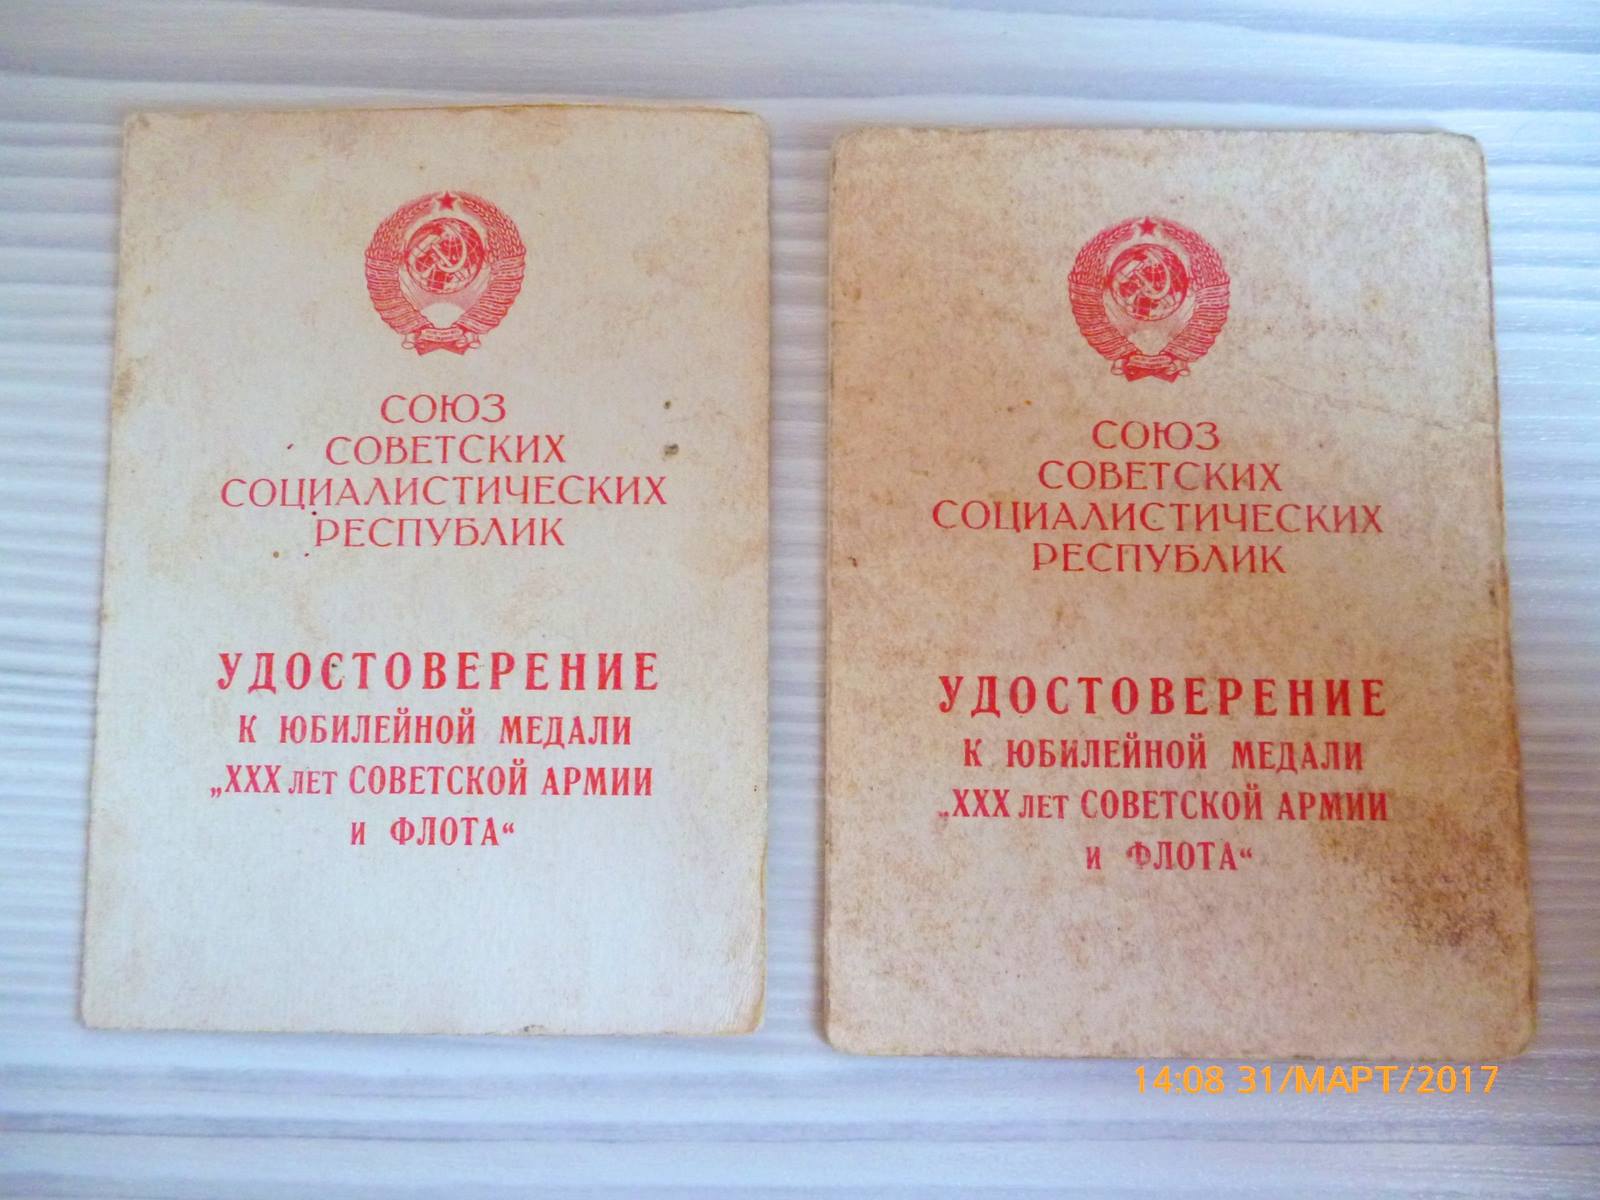 СОЮЗ
СОВЕТСКИХ
СОЦИАЛИСТИЧЕСКИХ
РЕСПУБЛИК
УДОСТОВЕРЕНИЕ
К ЮБИЛЕЙНОЙ МЕДАЛИ
„XXX ЛЕТ СОВЕТСКОЙ АРМИИ
И ФЛОТА“
СОЮЗ
СОВЕТСКИХ
СОЦИАЛИСТИЧЕСКИХ
РЕСПУБЛИК
УДОСТОВЕРЕНИЕ
К ЮБИЛЕЙНОЙ МЕДАЛИ
„XXX ЛЕТ СОВЕТСКОЙ АРМИИ
И ФЛОТА“
14:08 31/МАРТ/2017